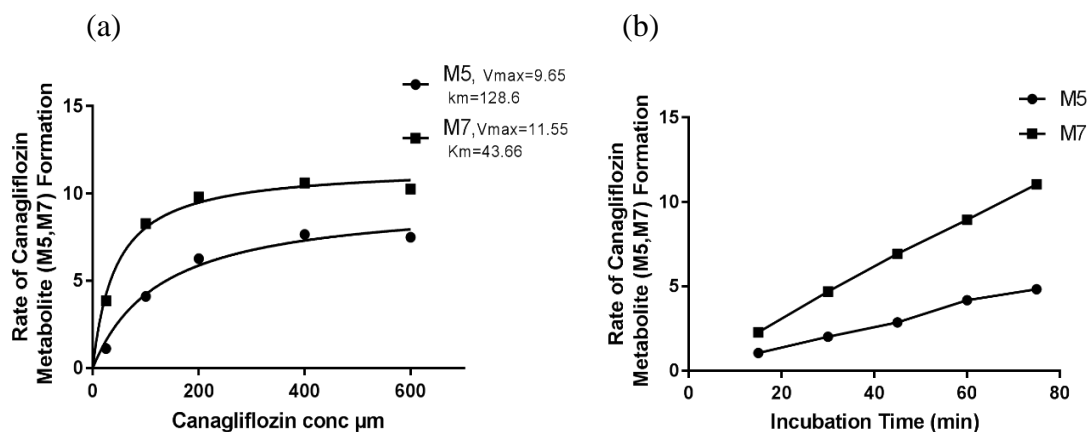 (a)
M5, Vmax=9.65
km=128.6
M7,Vmax=11.55
Km=43.66
Rate of Canagliflozin
Metabolite (M5,M7) Formation
15
10
5
0
0
200
400
600
Canagliflozin conc µm
(b)
M5
M7
Rate of Canagliflozin
Metabolite (M5,M7) Formation
15
10
5
0
20
40
60
80
Incubation Time (min)